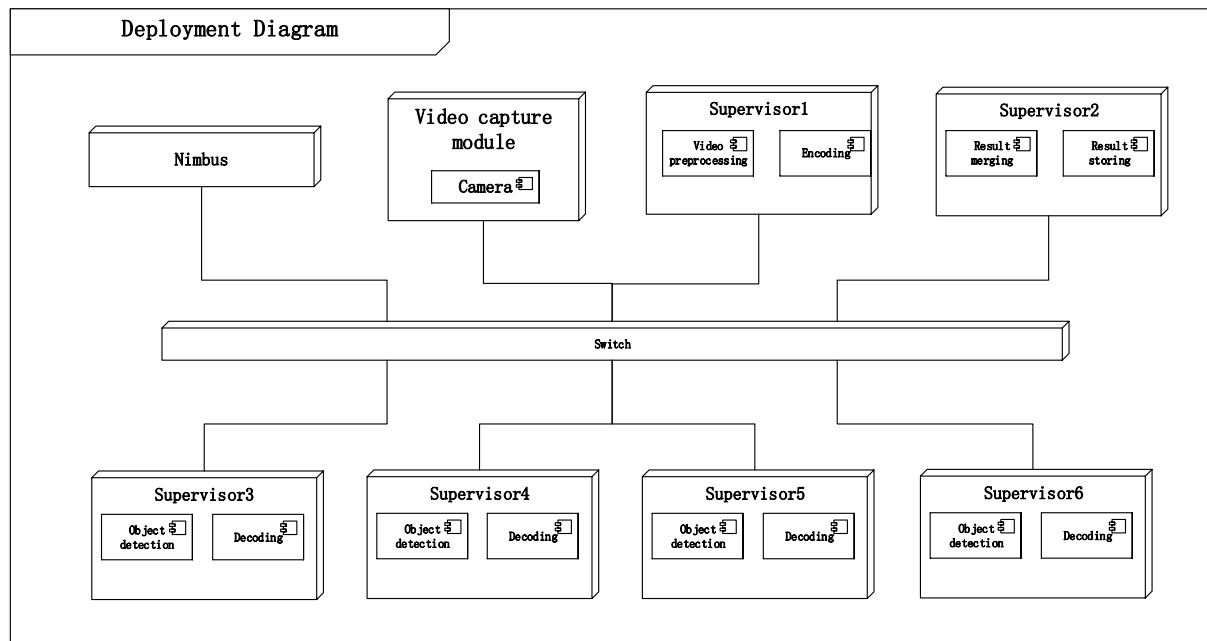 Deployment Diagram
Nimbus
Video capture
module
Camera
Supervisor1
Video
preprocessing
Encoding
Supervisor2
Result
merging
Result
storing
Switch
Supervisor3
Object
detection
Decoding
Supervisor4
Object
detection
Decoding
Supervisor5
Object
detection
Decoding
Supervisor6
Object
detection
Decoding